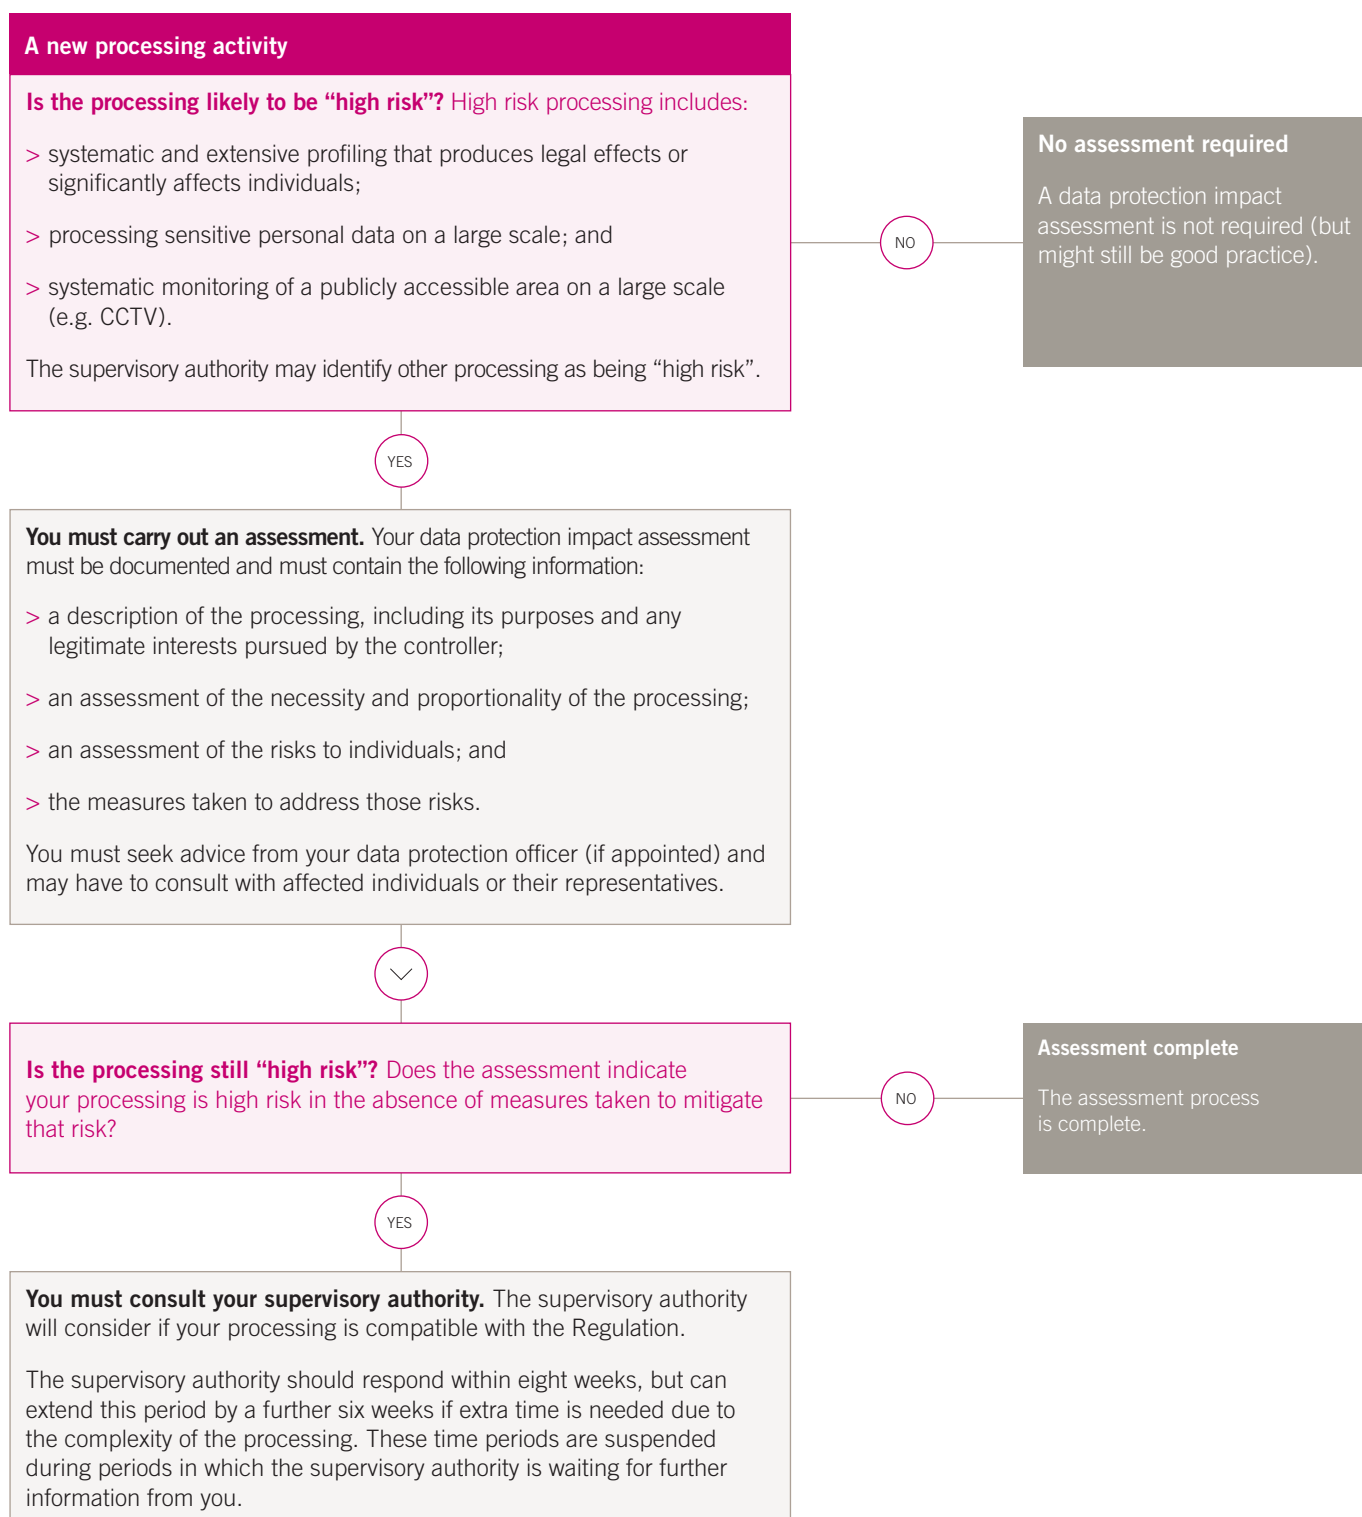 A new processing activity
Is the processing likely to be “high risk”? High risk processing includes:
> systematic and extensive profiling that produces legal effects or
significantly affects individuals;
> processing sensitive personal data on a large scale; and
> systematic monitoring of a publicly accessible area on a large scale
(e.g. CCTV).
The supervisory authority may identify other processing as being “high risk”.
NO
No assessment required
A data protection impact
assessment is not required (but
might still be good practice).
YES
You must carry out an assessment. Your data protection impact assessment
must be documented and must contain the following information:
> a description of the processing, including its purposes and any
legitimate interests pursued by the controller;
> an assessment of the necessity and proportionality of the processing;
> an assessment of the risks to individuals; and
> the measures taken to address those risks.
You must seek advice from your data protection officer (if appointed) and
may have to consult with affected individuals or their representatives.
Is the processing still “high risk”? Does the assessment indicate
your processing is high risk in the absence of measures taken to mitigate
that risk?
NO
Assessment complete
The assessment process
is complete.
YES
You must consult your supervisory authority. The supervisory authority
will consider if your processing is compatible with the Regulation.
The supervisory authority should respond within eight weeks, but can
extend this period by a further six weeks if extra time is needed due to
the complexity of the processing. These time periods are suspended
during periods in which the supervisory authority is waiting for further
information from you.